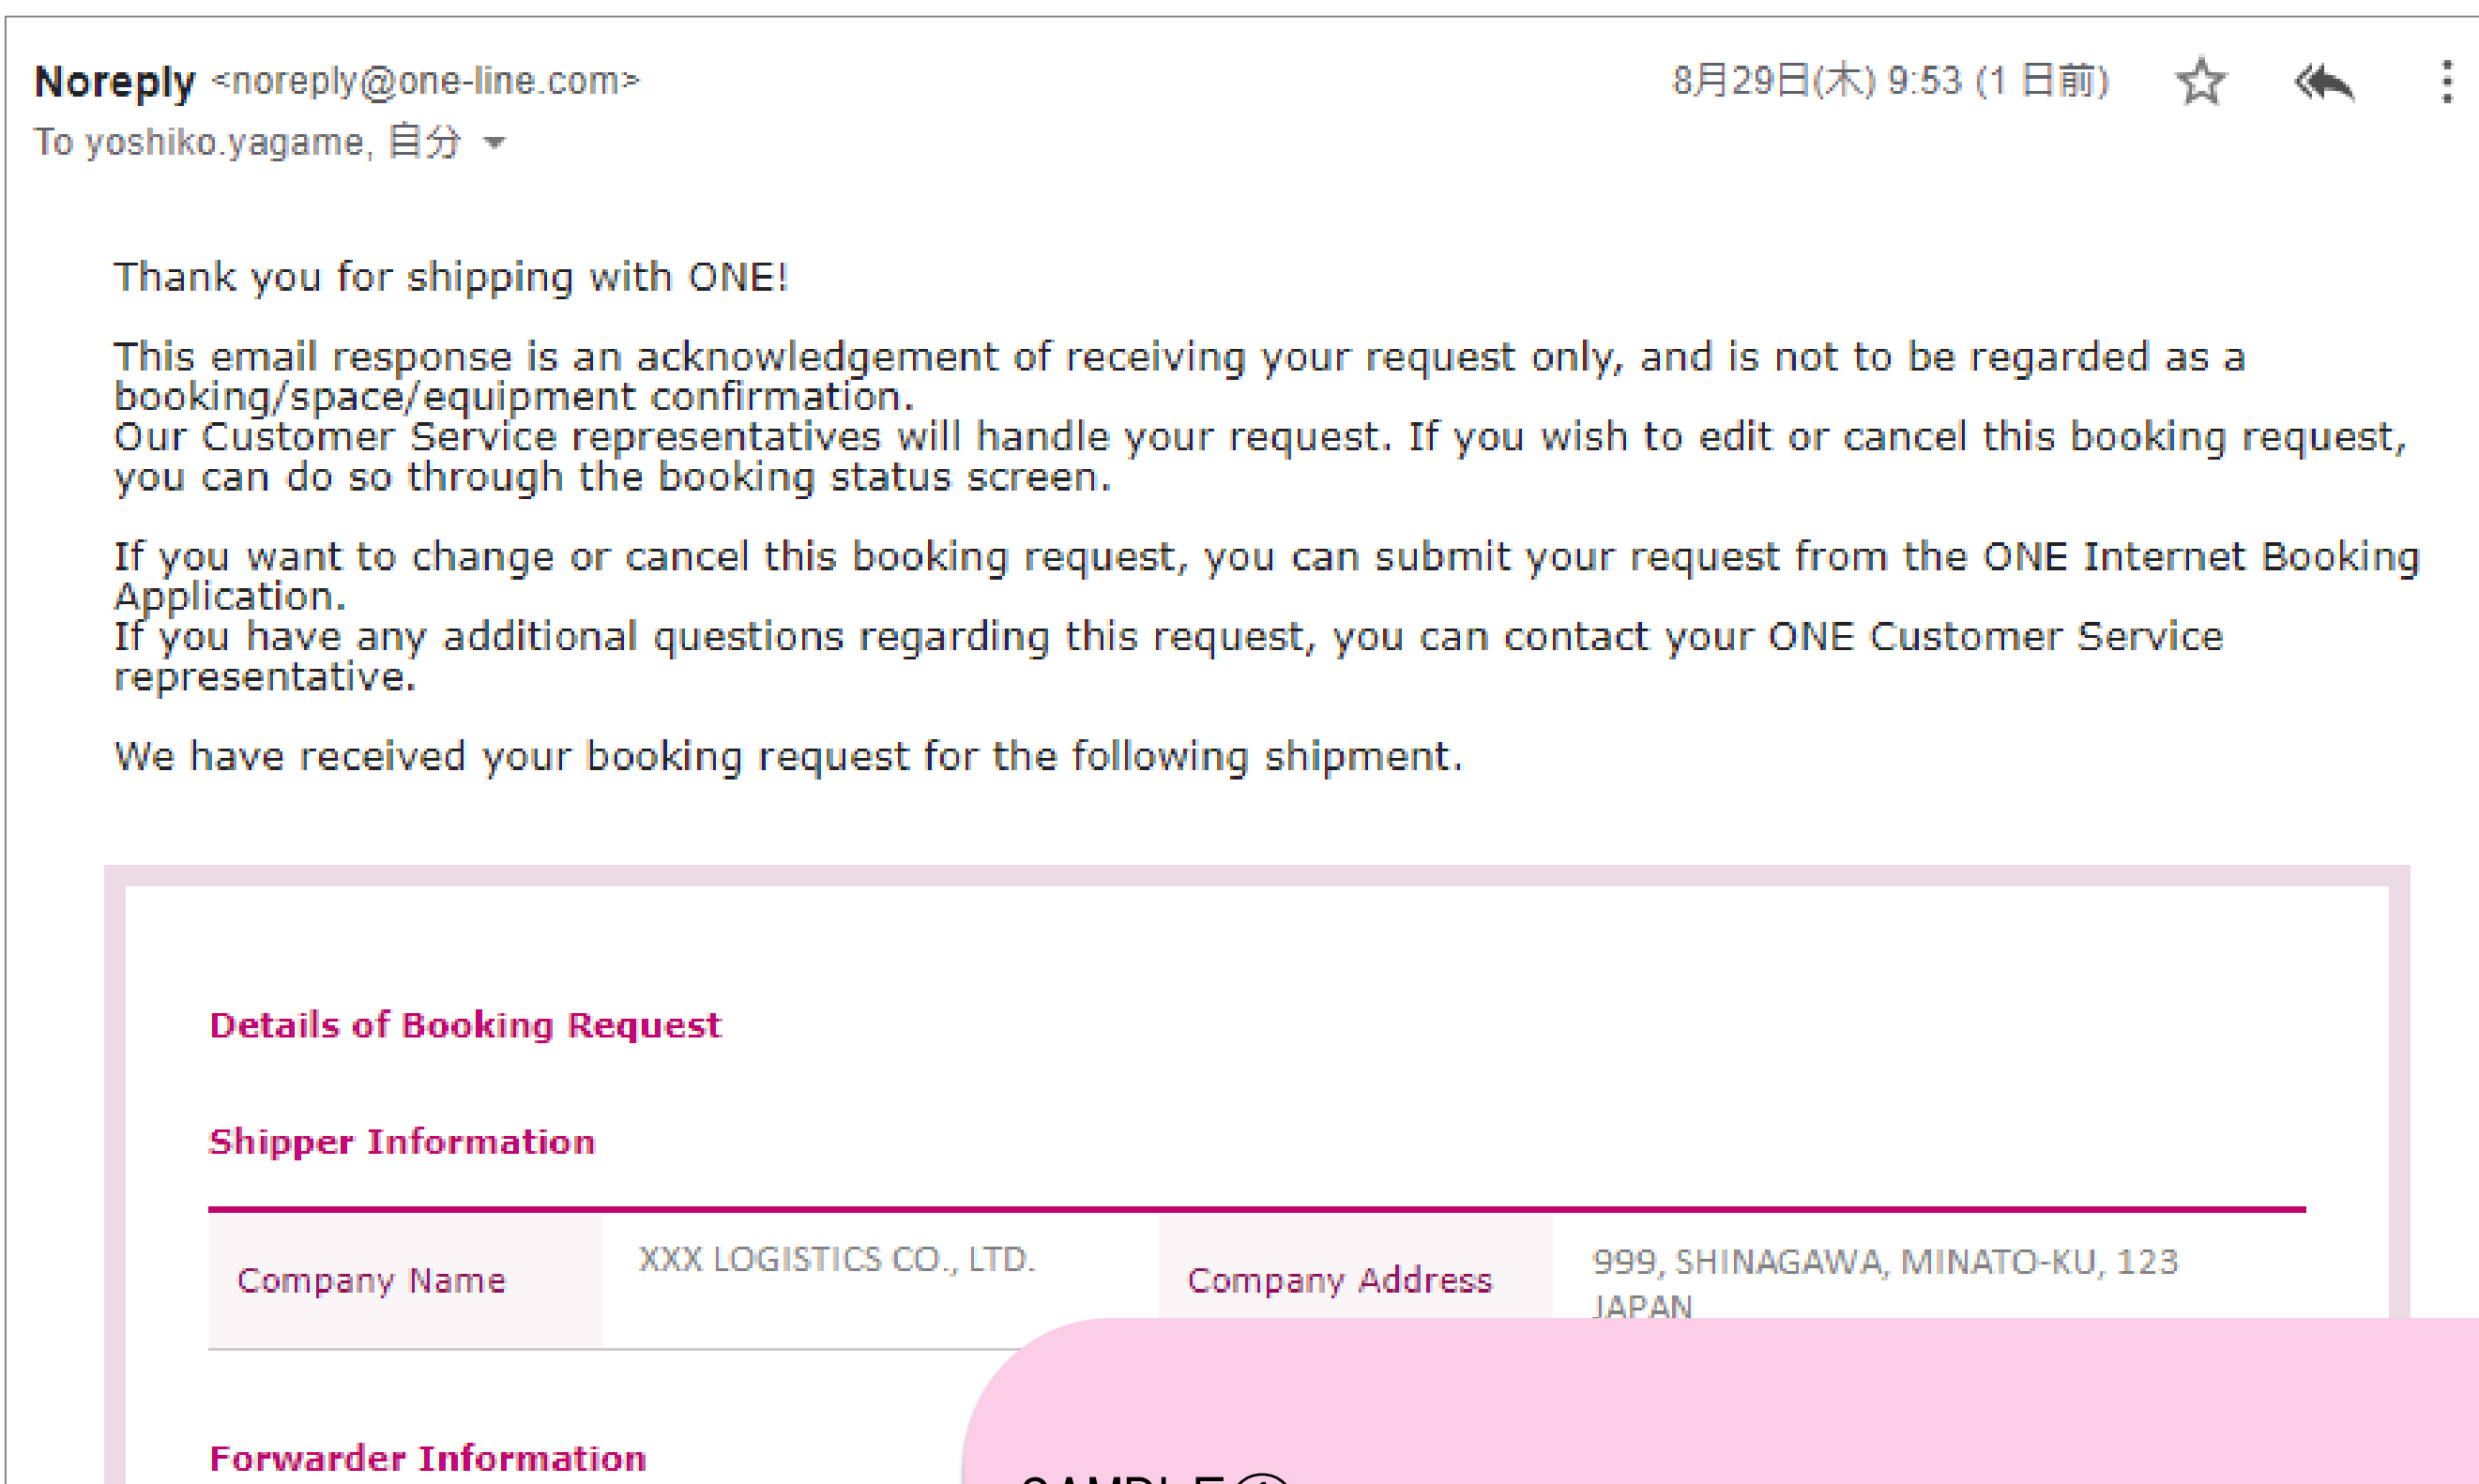 Noreply <noreply@one-line.com>
8月29日(木) 9:53 (1 日前)
To yoshiko.yagame, 自分
Thank you for shipping with ONE!
This email response is an acknowledgement of receiving your request only, and is not to be regarded as a
booking/space/equipment confirmation.
Our Customer Service representatives will handle your request. If you wish to edit or cancel this booking request,
you can do so through the booking status screen.
If you want to change or cancel this booking request, you can submit your request from the ONE Internet Booking
Application.
If you have any additional questions regarding this request, you can contact your ONE Customer Service
representative.
We have received your booking request for the following shipment.
Details of Booking Request
Shipper Information
Company Name
XXX LOGISTICS CO., LTD.
Company Address
999, SHINAGAWA, MINATO-KU, 123
JAPAN
Forwarder Information
SAMPLE